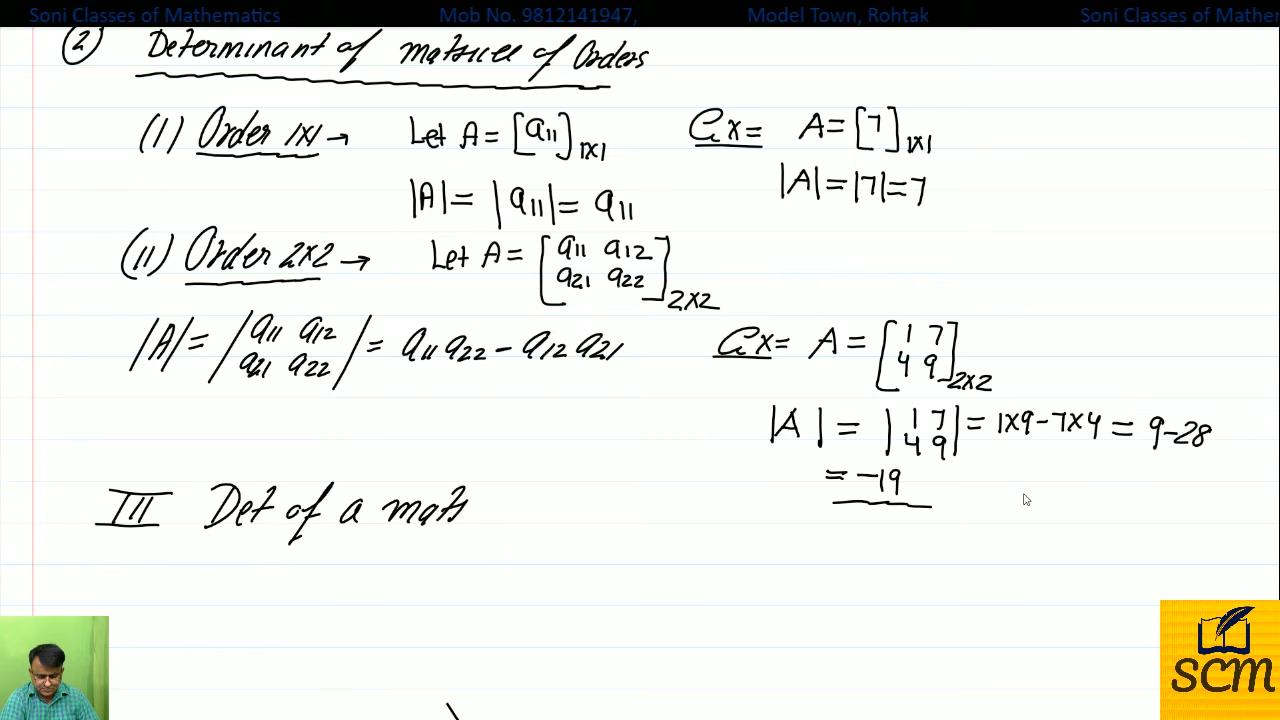 Soni Classes of Mathematics Mob No. 9812141947, Model Town, Rohtak Soni Classes of Mathe
(2) Determinant of matrices of Orders
(I) Order 1x1 → Let A = [a11]1x1 Ex= A = [7]1x1
|A| = |a11| = a11 |A| = |7| = 7
(II) Order 2x2 → Let A = [a11 a12
a21 a22]2x2
|A| = |a11 a12
a21 a22| = a11 a22 - a12 a21
Ex= A = [1 7
4 9]2x2
|A| = |1 7
4 9| = 1x9-7x4 = 9-28
= -19
III Det of a mats
SCM